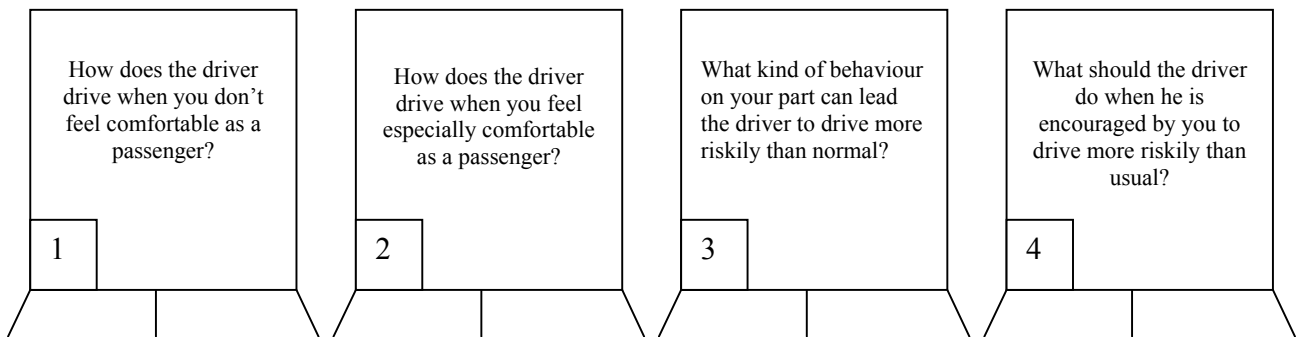 How does the driver
drive when you don’t
feel comfortable as a
passenger?
1
How does the driver
drive when you feel
especially comfortable
as a passenger?
2
What kind of behaviour
on your part can lead
the driver to drive more
riskily than normal?
3
What should the driver
do when he is
encouraged by you to
drive more riskily than
usual?
4